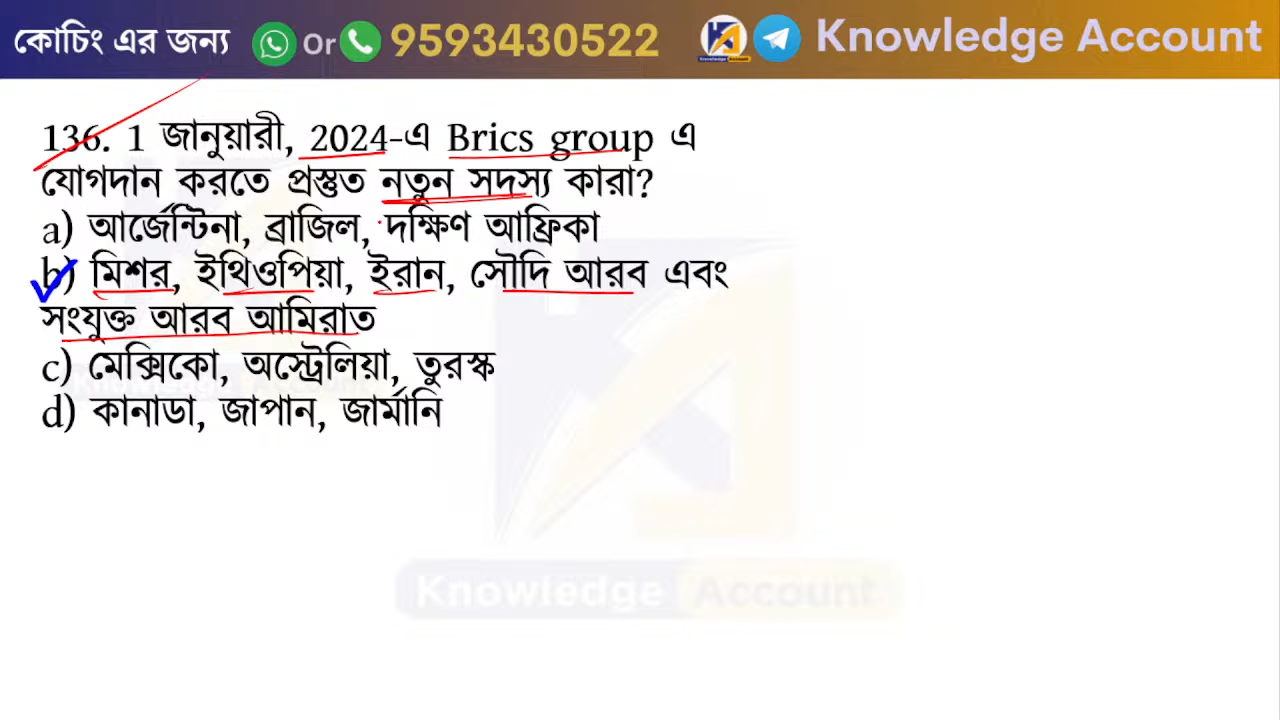 কোচিং এর জন্য Or 9593430522 Knowledge Account
136. 1 জানুয়ারী, 2024-এ Brics group এ
যোগদান করতে প্রস্তুত নতুন সদস্য কারা?
a) আর্জেন্টিনা, ব্রাজিল, দক্ষিণ আফ্রিকা
b) মিশর, ইথিওপিয়া, ইরান, সৌদি আরব এবং
সংযুক্ত আরব আমিরাত
c) মেক্সিকো, অস্ট্রেলিয়া, তুরস্ক
d) কানাডা, জাপান, জার্মানি
Knowledge Account